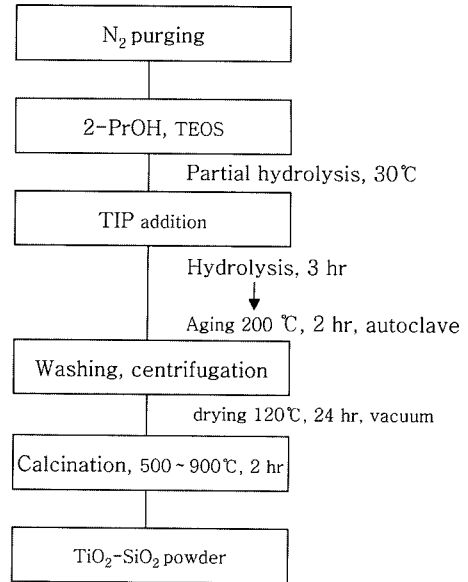 N₂ purging
2-PrOH, TEOS
Partial hydrolysis, 30℃
TIP addition
Hydrolysis, 3 hr
Aging 200 ℃, 2 hr, autoclave
Washing, centrifugation
drying 120℃, 24 hr, vacuum
Calcination, 500~900℃, 2 hr
TiO₂-SiO₂ powder